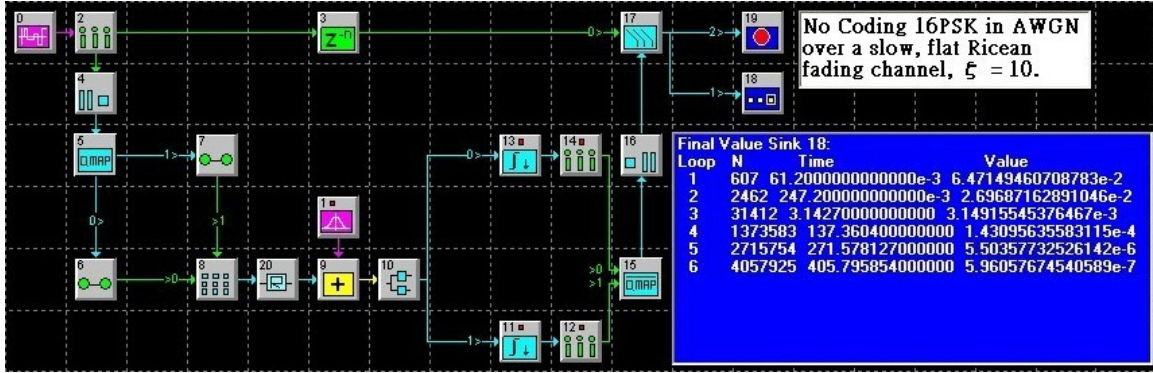 0
2
3
Z-n
0>
17
2>
19
No Coding 16PSK in AWGN
over a slow, flat Ricean
fading channel, ξ = 10.
4
1>
18
5
Q.MAP
1>
7
13
0>
14
16
0>
1
>1
6
>0
8
20
9
10
>0
>1
15
Q.MAP
1>
11
12
Final Value Sink 18:
Loop N Time Value
1 607 61.2000000000000e-3 6.47149460708783e-2
2 2462 247.200000000000e-3 2.69687162891046e-2
3 31412 3.14270000000000 3.14915545376467e-3
4 1373583 137.360400000000 1.43095635583115e-4
5 2715754 271.578127000000 5.50357732526142e-6
6 4057925 405.795854000000 5.96057674540589e-7